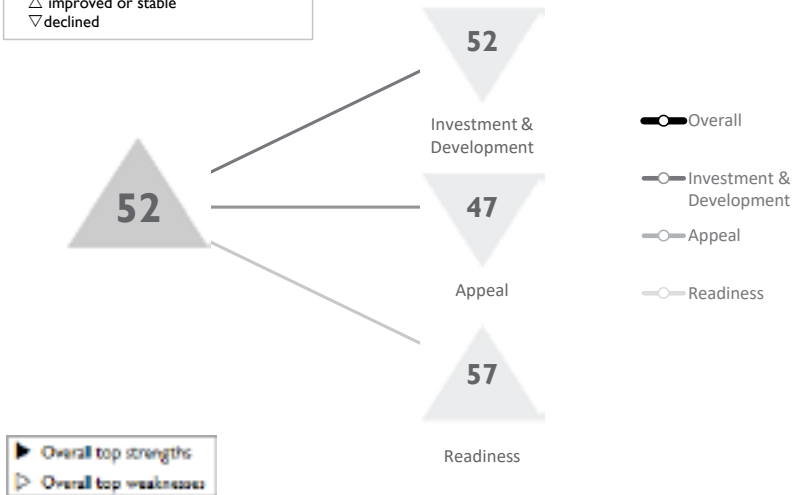 △ improved or stable
▽ declined
52
Investment &
Development
52
47
Appeal
57
Readiness
Overall
Investment &
Development
Appeal
Readiness
▶ Overall top strengths
▷ Overall top weaknesses